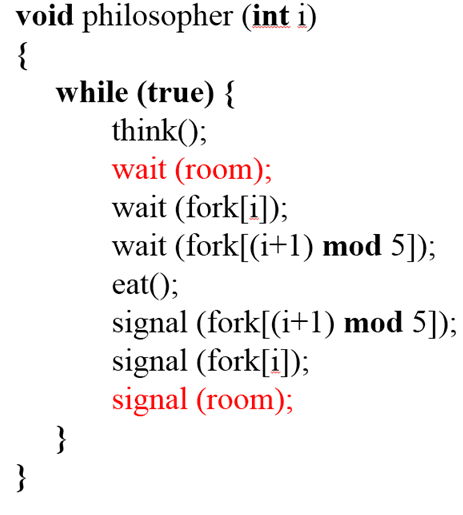 void philosopher (int i)
{
while (true) {
think();
wait (room);
wait (fork[i]);
wait (fork[(i+1) mod 5]);
eat();
signal (fork[(i+1) mod 5]);
signal (fork[i]);
signal (room);
}
}